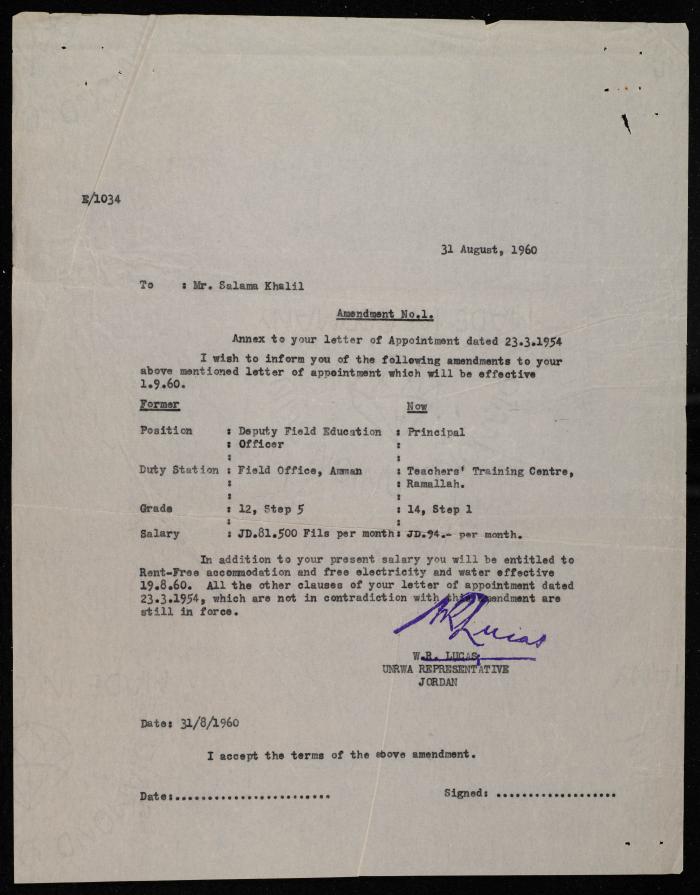 E/1034
31 August, 1960
To : Mr. Salama Khalil
Amendment No.1.
Annex to your letter of Appointment dated 23.3.1954
I wish to inform you of the following amendments to your
above mentioned letter of appointment which will be effective
1.9.60.
Former Now
Position : Deputy Field Education : Principal
: Officer :
: :
Duty Station : Field Office, Amman : Teachers' Training Centre,
: : Ramallah.
: :
Grade : 12, Step 5 : 14, Step 1
: :
Salary : JD.81.500 Fils per month: JD.94.- per month.
In addition to your present salary you will be entitled to
Rent-Free accommodation and free electricity and water effective
19.8.60. All the other clauses of your letter of appointment dated
23.3.1954, which are not in contradiction with this amendment are
still in force.
WR Lucas
W.R. LUCAS
UNRWA REPRESENTATIVE
JORDAN
Date: 31/8/1960
I accept the terms of the above amendment.
Date:......................... Signed: ...................